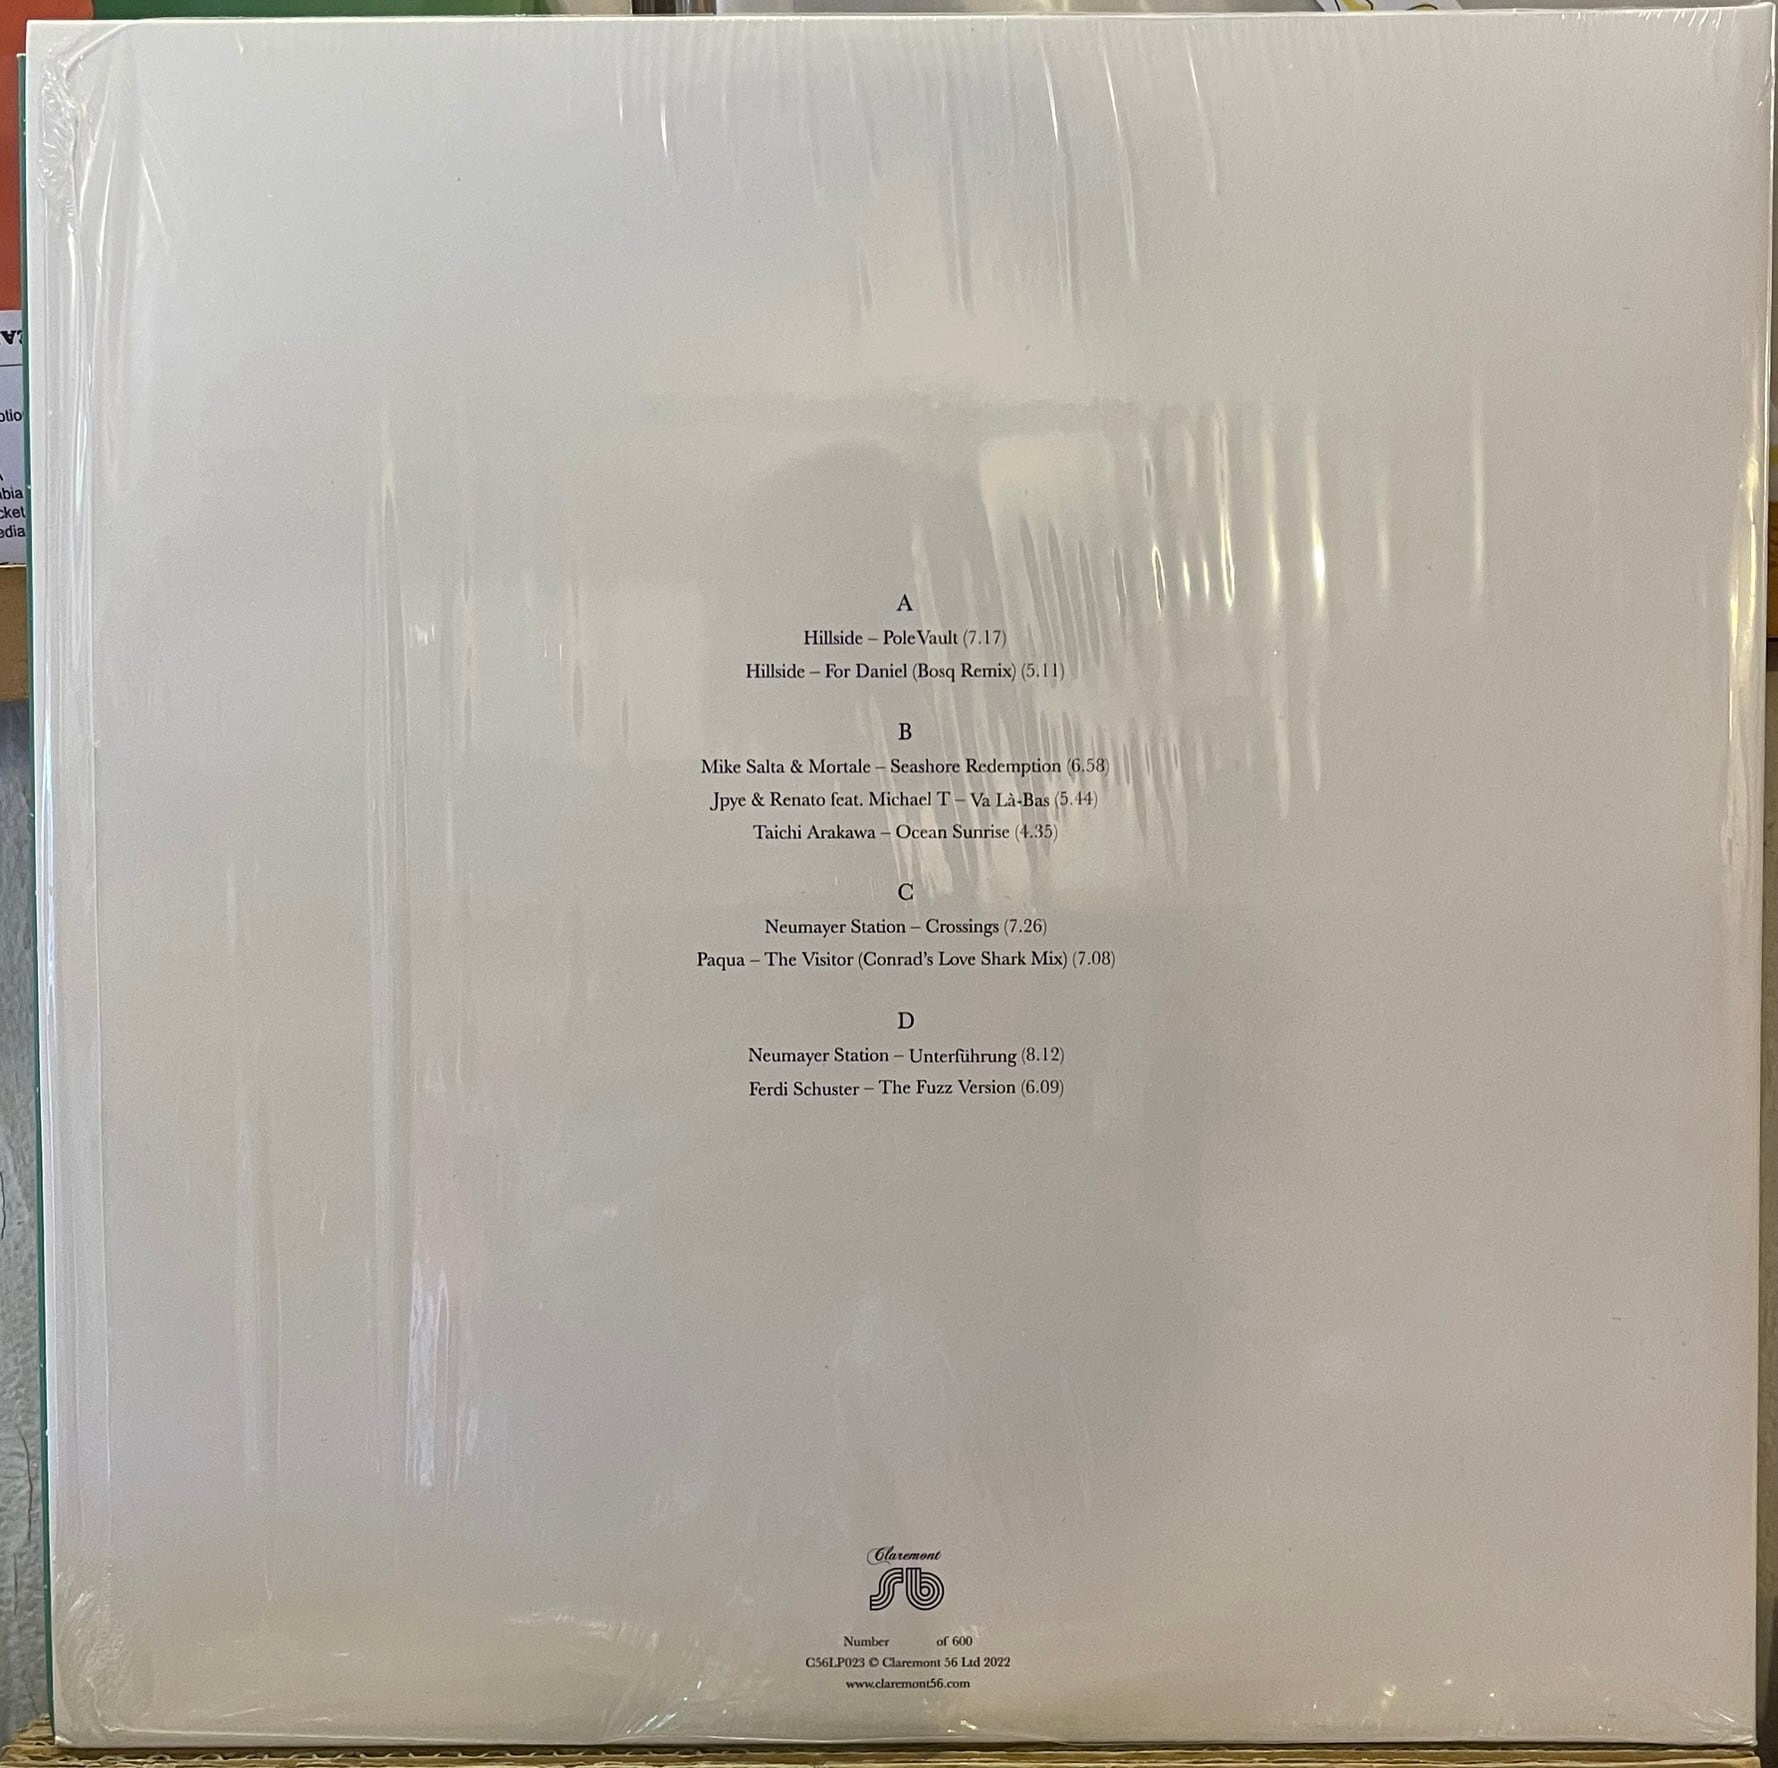 A
Hillside – Pole Vault (7.17)
Hillside – For Daniel (Bosq Remix) (5.11)
B
Mike Salta & Mortale – Seashore Redemption (6.58)
Jpye & Renato feat. Michael T – Va Là-Bas (5.44)
Taichi Arakawa – Ocean Sunrise (4.35)
C
Neumayer Station – Crossings (7.26)
Paqua – The Visitor (Conrad's Love Shark Mix) (7.08)
D
Neumayer Station – Unterführung (8.12)
Ferdi Schuster – The Fuzz Version (6.09)
Claremont
56
Number of 600
C56LP023 © Claremont 56 Ltd 2022
www.claremont56.com